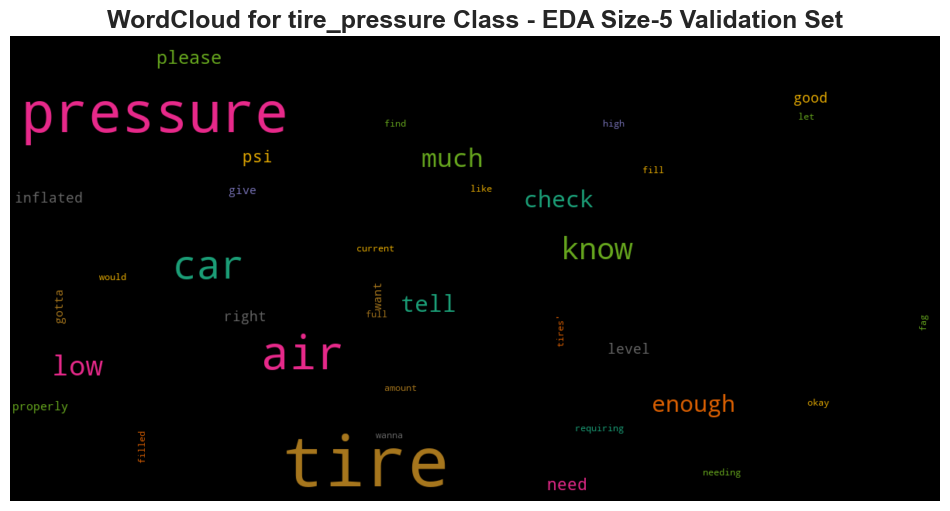 WordCloud for tire_pressure Class - EDA Size-5 Validation Set
please
pressure
good
let
find
high
psi
much
fill
give
like
inflated
check
know
current
car
would
gotta
want
tell
full
right
tires'
fag
level
air
low
amount
properly
enough
okay
requiring
wanna
filled
tire
needing
need